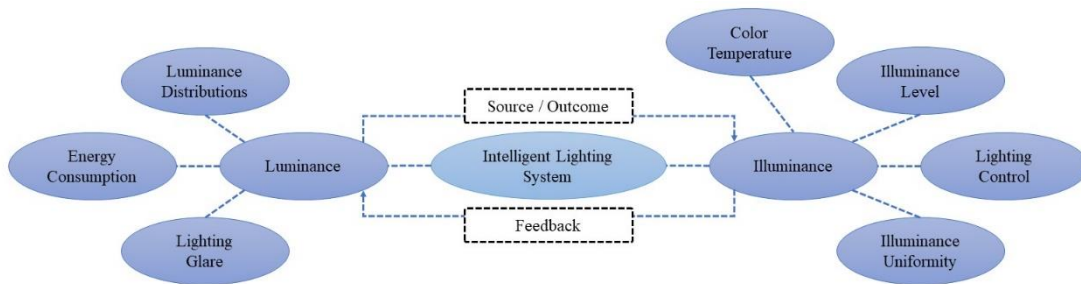 Luminance
Distributions
Energy
Consumption
Lighting
Glare
Luminance
Source / Outcome
Intelligent Lighting
System
Feedback
Illuminance
Color
Temperature
Illuminance
Level
Lighting
Control
Illuminance
Uniformity